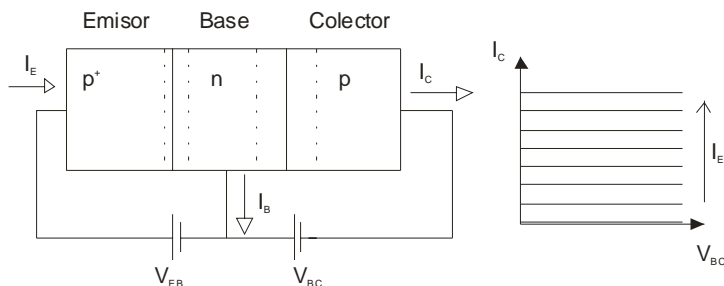 Emisor Base Colector
I_E
p⁺ n p
I_C
I_B
V_EB V_BC
I_C
I_E
V_BC